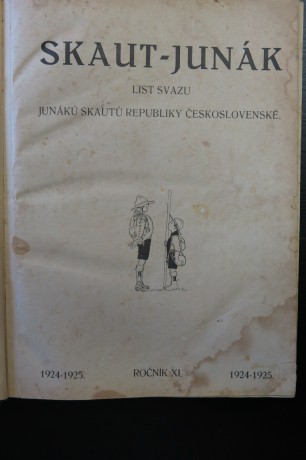 SKAUT-JUNÁK
LIST SVAZU
JUNÁKŮ SKAUTŮ REPUBLIKY ČESKOSLOVENSKÉ.
1924-1925. ROČNÍK XI. 1924-1925.